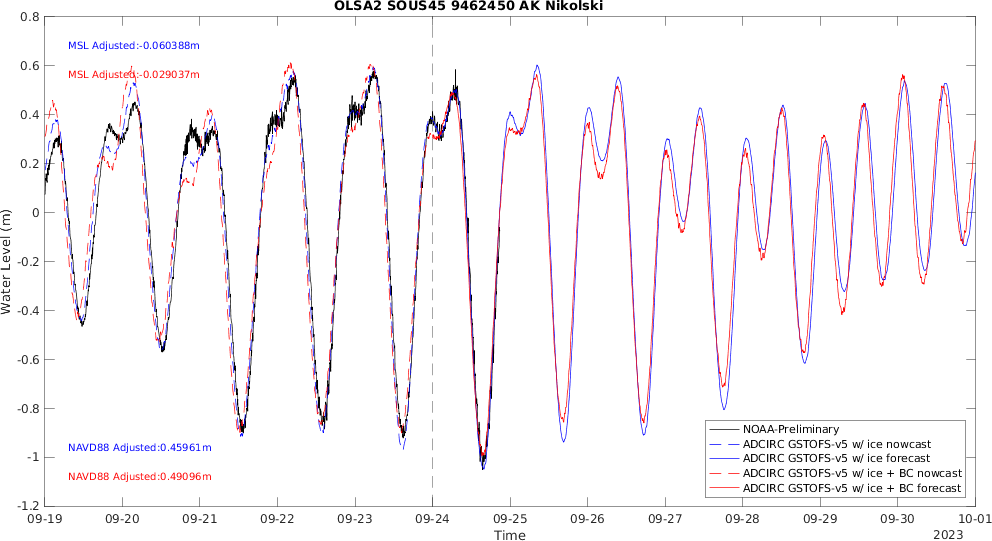 OLSA2 SOUS45 9462450 AK Nikolski
MSL Adjusted:-0.060388m
MSL Adjusted:-0.029037m
NAVD88 Adjusted:0.45961m
NAVD88 Adjusted:0.49096m
Water Level (m)
0.8
0.6
0.4
0.2
0
-0.2
-0.4
-0.6
-0.8
-1
-1.2
NOAA-Preliminary
ADCIRC GSTOFS-v5 w/ ice nowcast
ADCIRC GSTOFS-v5 w/ ice forecast
ADCIRC GSTOFS-v5 w/ ice + BC nowcast
ADCIRC GSTOFS-v5 w/ ice + BC forecast
09-19 09-20 09-21 09-22 09-23 09-24 09-25 09-26 09-27 09-28 09-29 09-30 10-01
Time
2023